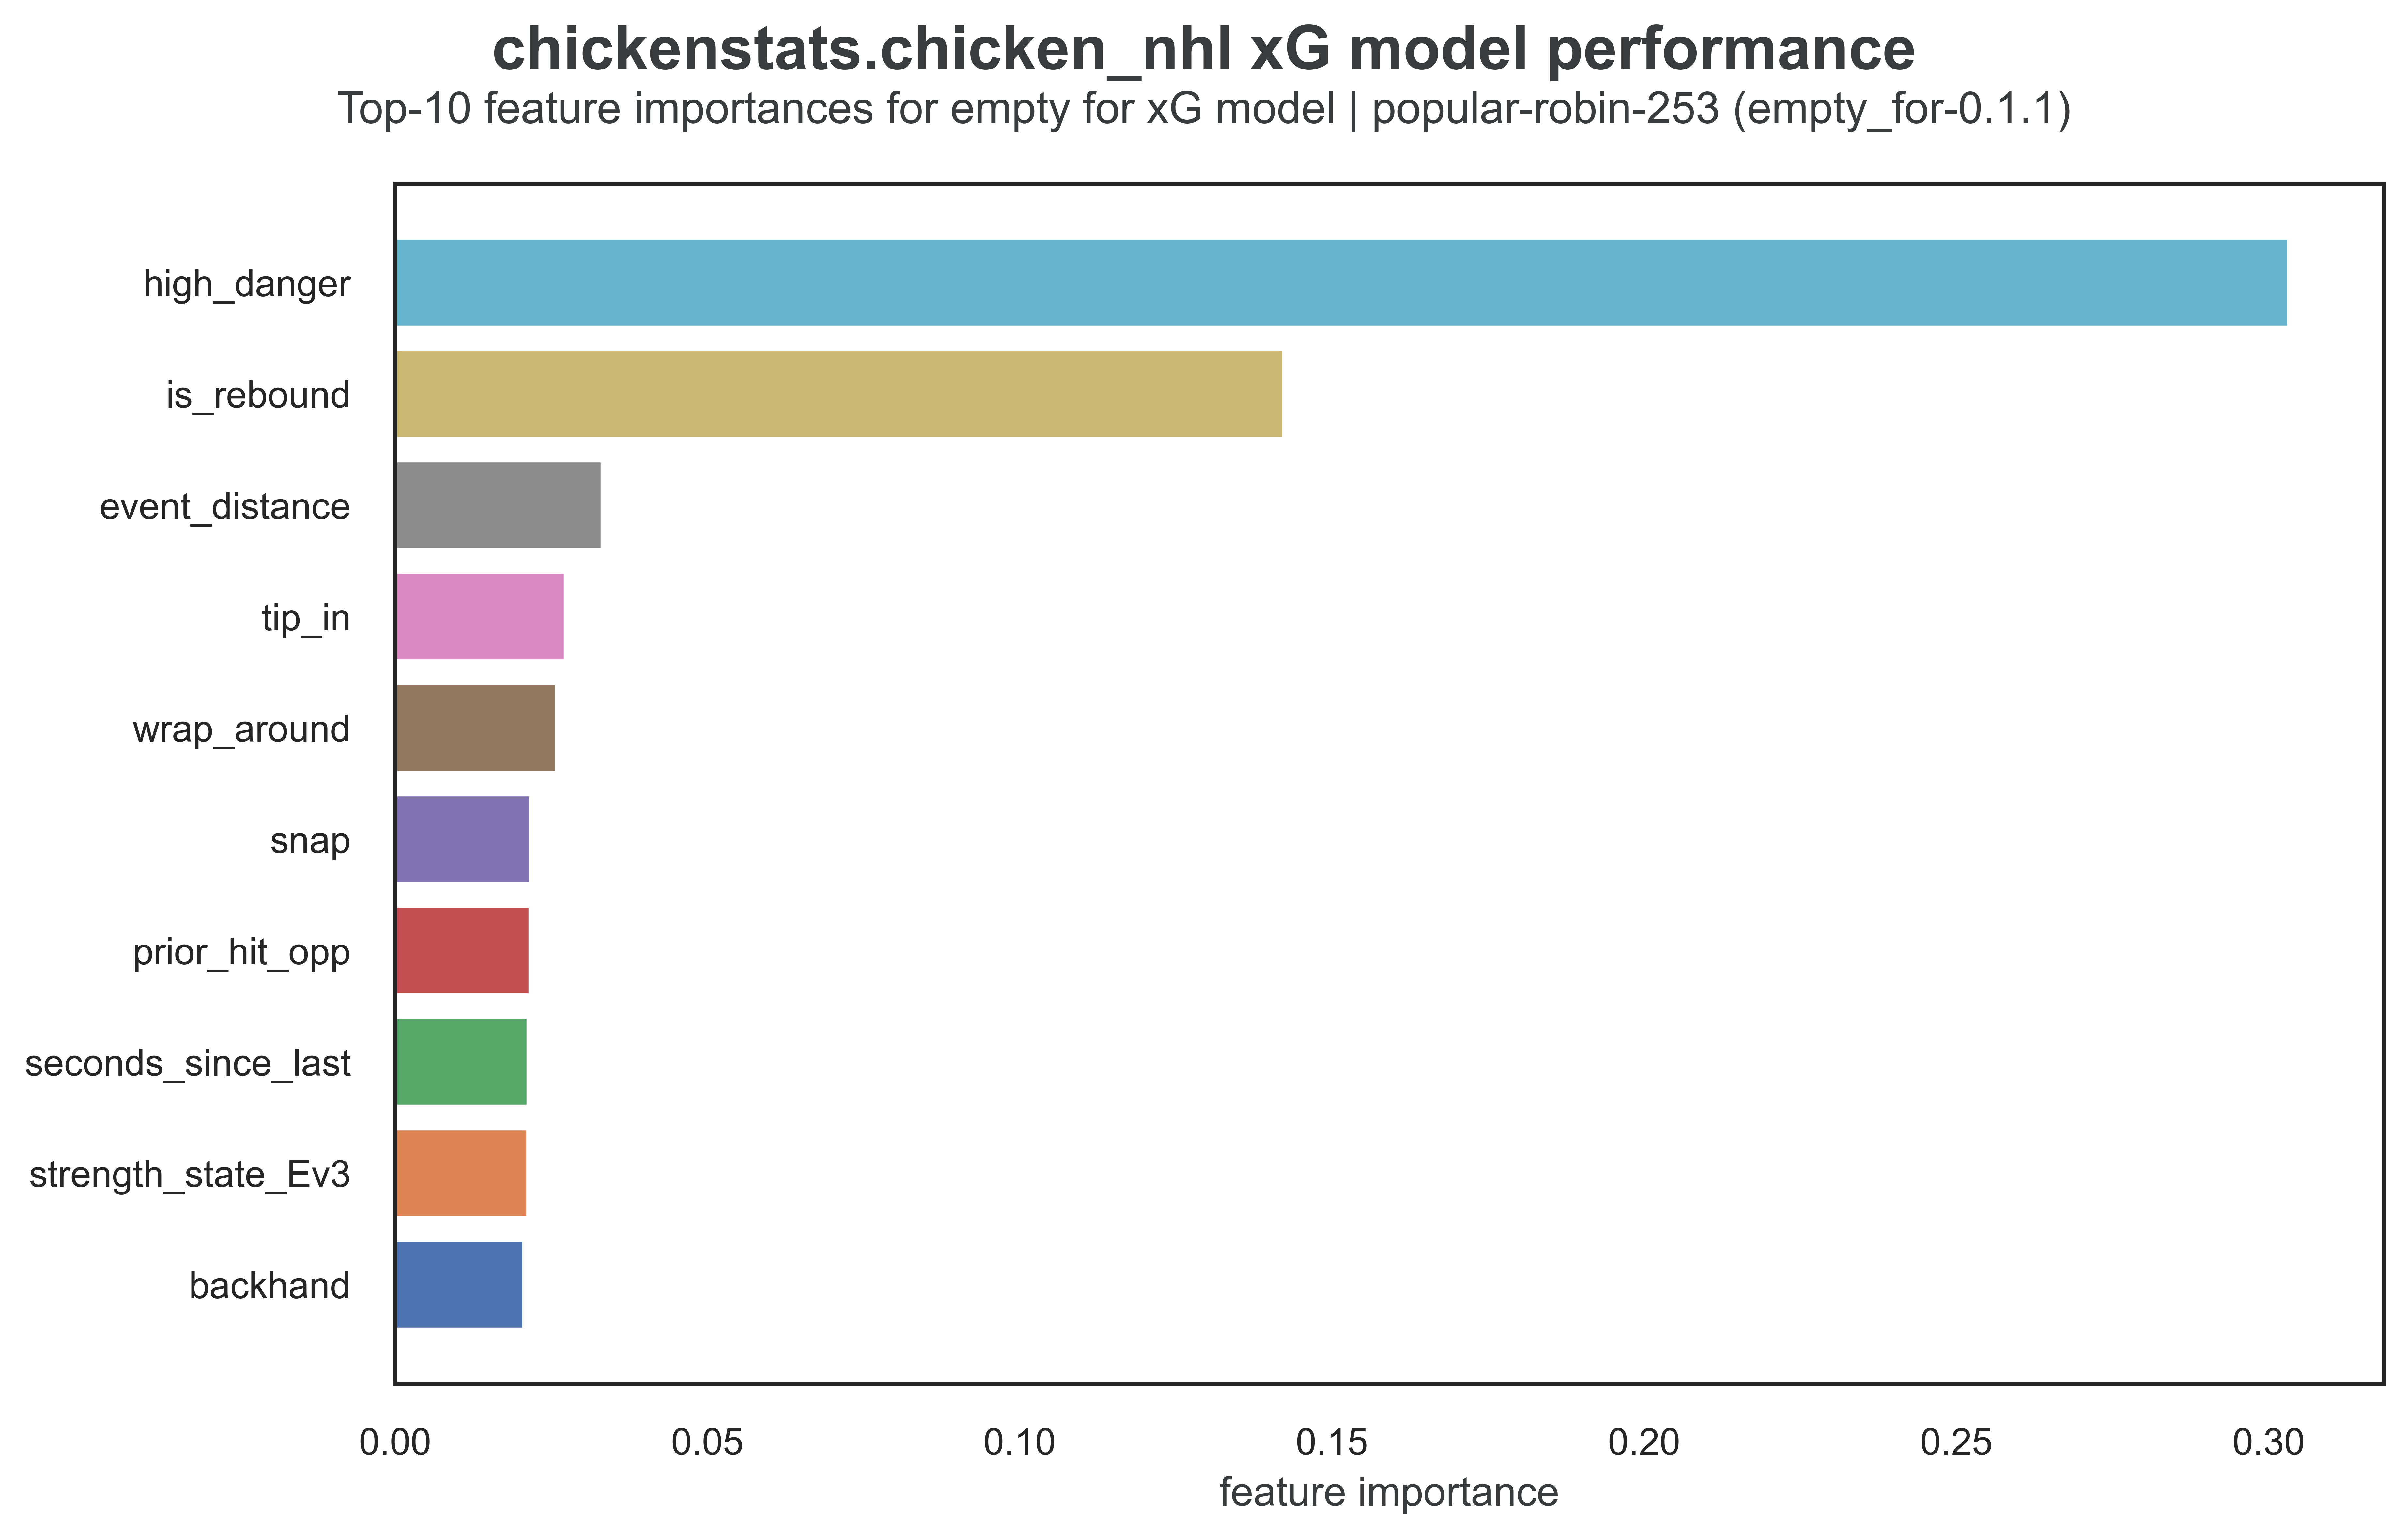 chickenstats.chicken_nhl xG model performance
Top-10 feature importances for empty for xG model | popular-robin-253 (empty_for-0.1.1)
high_danger
is_rebound
event_distance
tip_in
wrap_around
snap
prior_hit_opp
seconds_since_last
strength_state_Ev3
backhand
0.00 0.05 0.10 0.15 0.20 0.25 0.30
feature importance